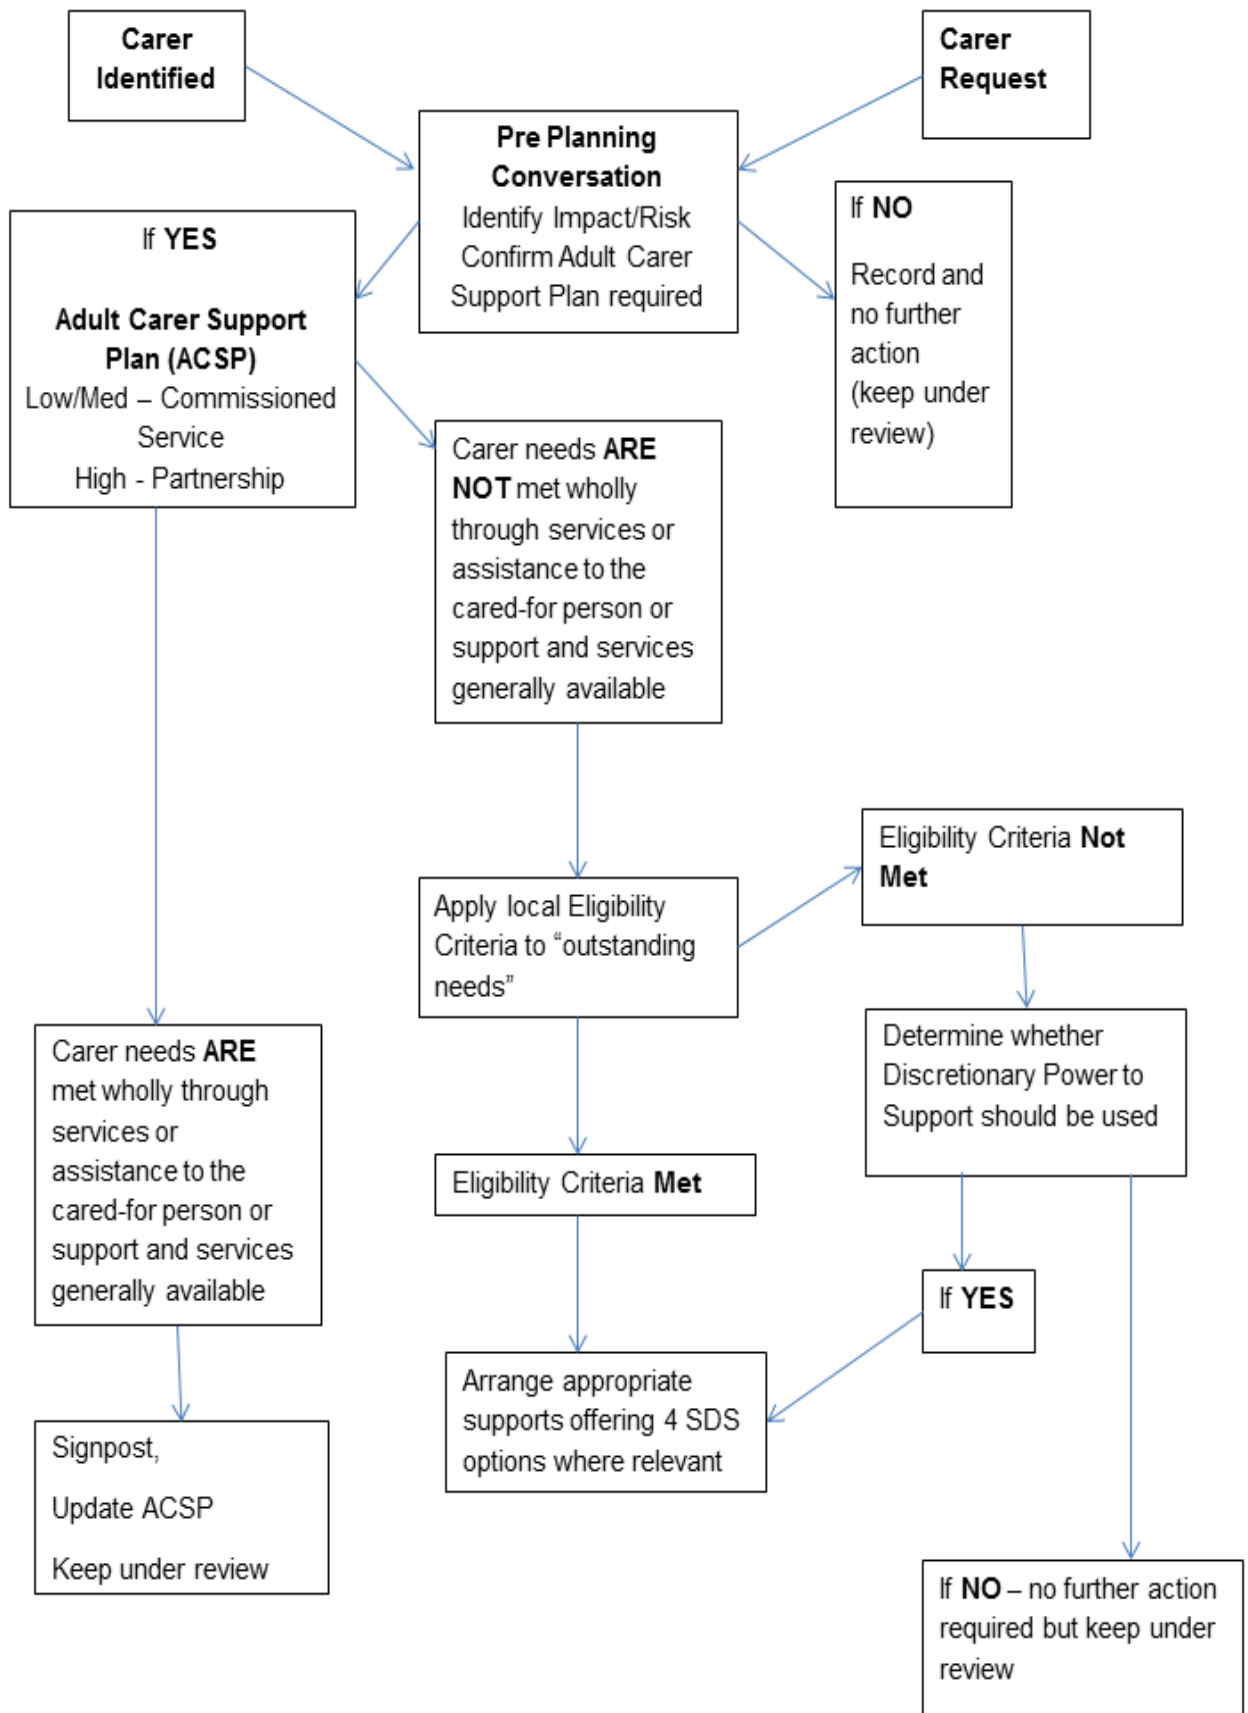 Carer
Identified
Carer
Request
Pre Planning
Conversation
Identify Impact/Risk
Confirm Adult Carer
Support Plan required
If YES
Adult Carer Support
Plan (ACSP)
Low/Med – Commissioned
Service
High - Partnership
If NO
Record and
no further
action
(keep under
review)
Carer needs ARE
NOT met wholly
through services or
assistance to the
cared-for person or
support and services
generally available
Eligibility Criteria Not
Met
Apply local Eligibility
Criteria to “outstanding
needs”
Carer needs ARE
met wholly through
services or
assistance to the
cared-for person or
support and services
generally available
Determine whether
Discretionary Power to
Support should be used
Eligibility Criteria Met
If YES
Arrange appropriate
supports offering 4 SDS
options where relevant
Signpost,
Update ACSP
Keep under review
If NO – no further action
required but keep under
review